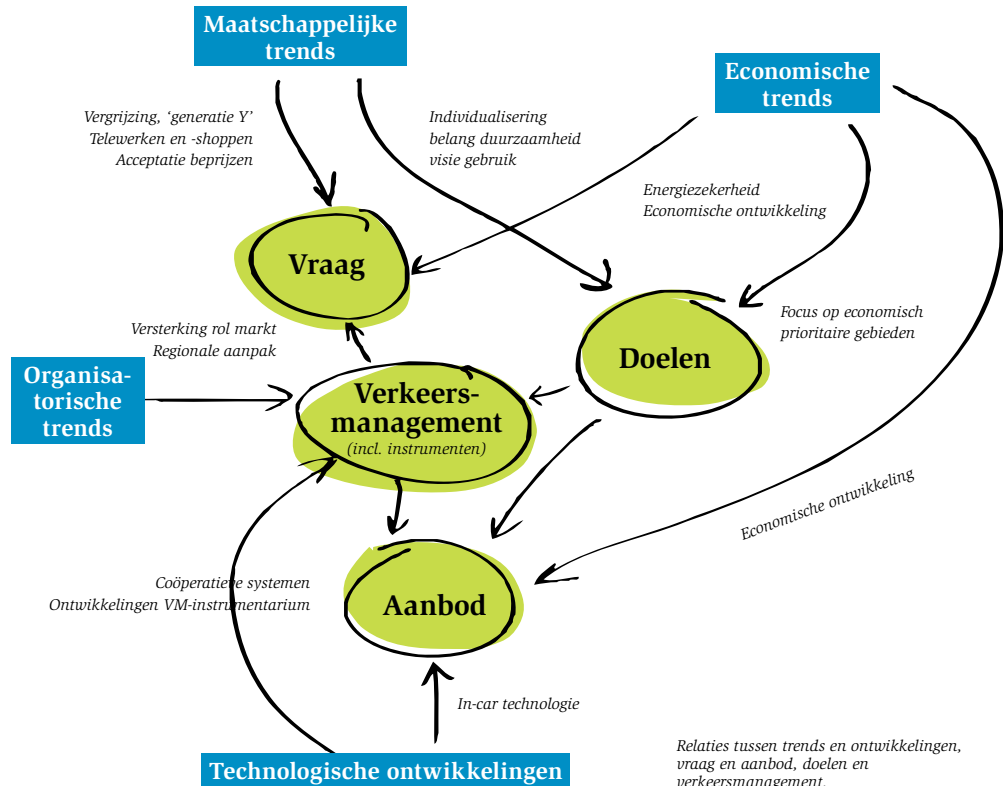 Maatschappelijke
trends
Economische
trends
Vergrijzing, ‘generatie Y’
Telewerken en -shoppen
Acceptatie beprijzen
Individualisering
belang duurzaamheid
visie gebruik
Energiezekerheid
Economische ontwikkeling
Vraag
Versterking rol markt
Regionale aanpak
Focus op economisch
prioritaire gebieden
Doelen
Organisa-
torische
trends
Verkeers-
management
(incl. instrumenten)
Economische ontwikkeling
Coöperatieve systemen
Ontwikkelingen VM-instrumentarium
Aanbod
In-car technologie
Technologische ontwikkelingen
Relaties tussen trends en ontwikkelingen,
vraag en aanbod, doelen en
verkeersmanagement.